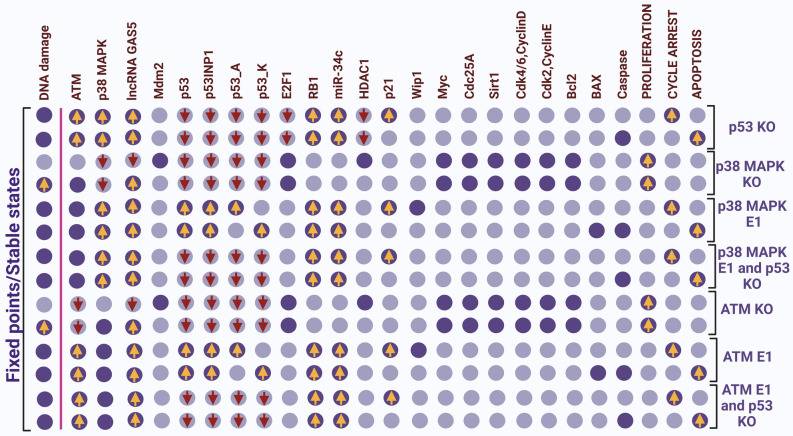 DNA damage
ATM
p38 MAPK
lncRNA GAS5
Mdm2
p53
p53INP1
p53_A
p53_K
E2F1
RB1
miR-34c
HDAC1
p21
Wip1
Myc
Cdc25A
Sirt1
Cdk4/6,CyclinD
Cdk2,CyclinE
Bcl2
BAX
Caspase
PROLIFERATION
CYCLE ARREST
APOPTOSIS
Fixed points/Stable states
p53 KO
p38 MAPK
KO
p38 MAPK
E1
p38 MAPK
E1 and p53
KO
ATM KO
ATM E1
ATM E1
and p53
KO